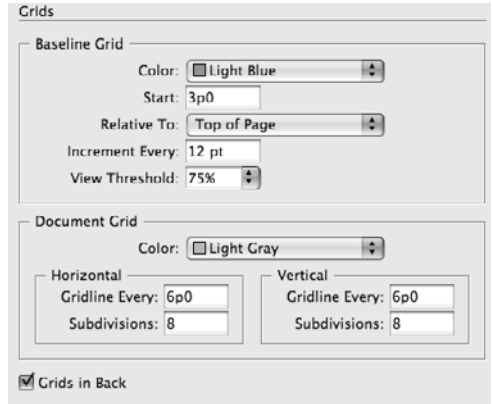 Grids
Baseline Grid
Color: Light Blue
Start: 3p0
Relative To: Top of Page
Increment Every: 12 pt
View Threshold: 75%
Document Grid
Color: Light Gray
Horizontal
Gridline Every: 6p0
Subdivisions: 8
Vertical
Gridline Every: 6p0
Subdivisions: 8
Grids in Back